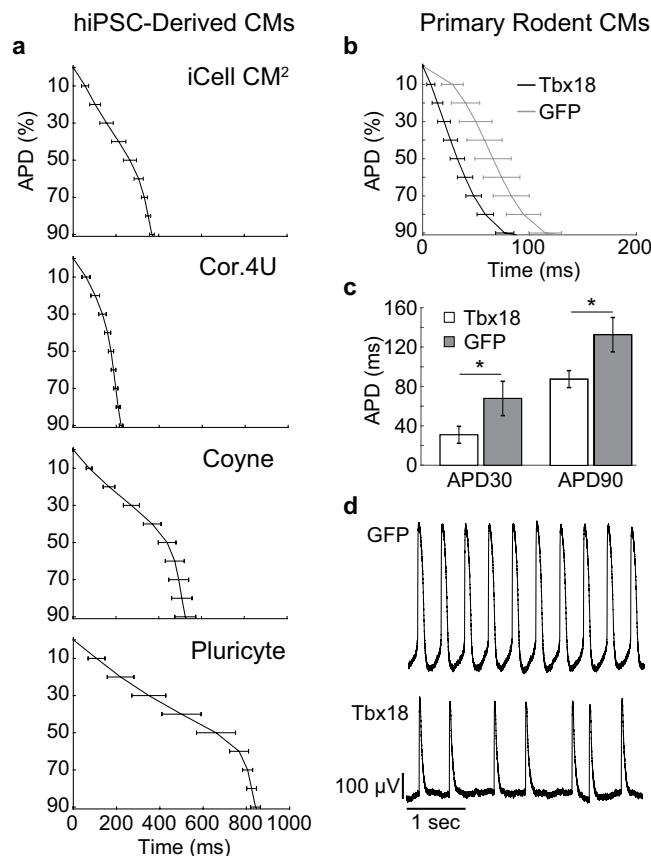 hiPSC-Derived CMs
a
iCell CM²
10
30
50
70
90
APD (%)
Cor.4U
10
30
50
70
90
Coyne
10
30
50
70
90
Pluricyte
10
30
50
70
90
0 200 400 600 800 1000
Time (ms)
Primary Rodent CMs
b
Tbx18
GFP
10
30
50
70
90
APD (%)
0 100 200
Time (ms)
c
Tbx18
GFP
160
120
80
40
0
APD (ms)
*
*
APD30 APD90
d
GFP
Tbx18
100 µV
1 sec